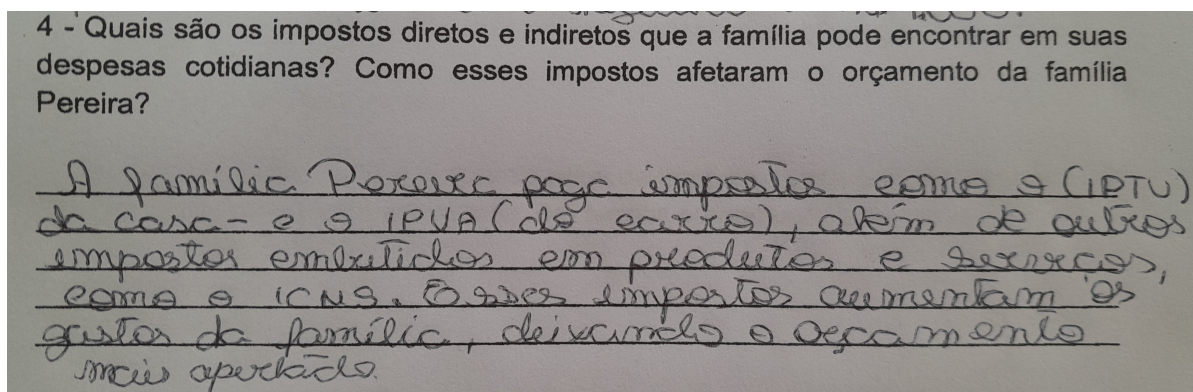 4 - Quais são os impostos diretos e indiretos que a família pode encontrar em suas
despesas cotidianas? Como esses impostos afetaram o orçamento da família
Pereira?
A família Pereira paga impostos como o (IPTU)
da casa - e o IPVA (do carro), além de outros
impostos embutidos em produtos e serviços,
como o ICMS. Esses impostos aumentam os
gastos da família, deixando o orçamento
mais apertado.